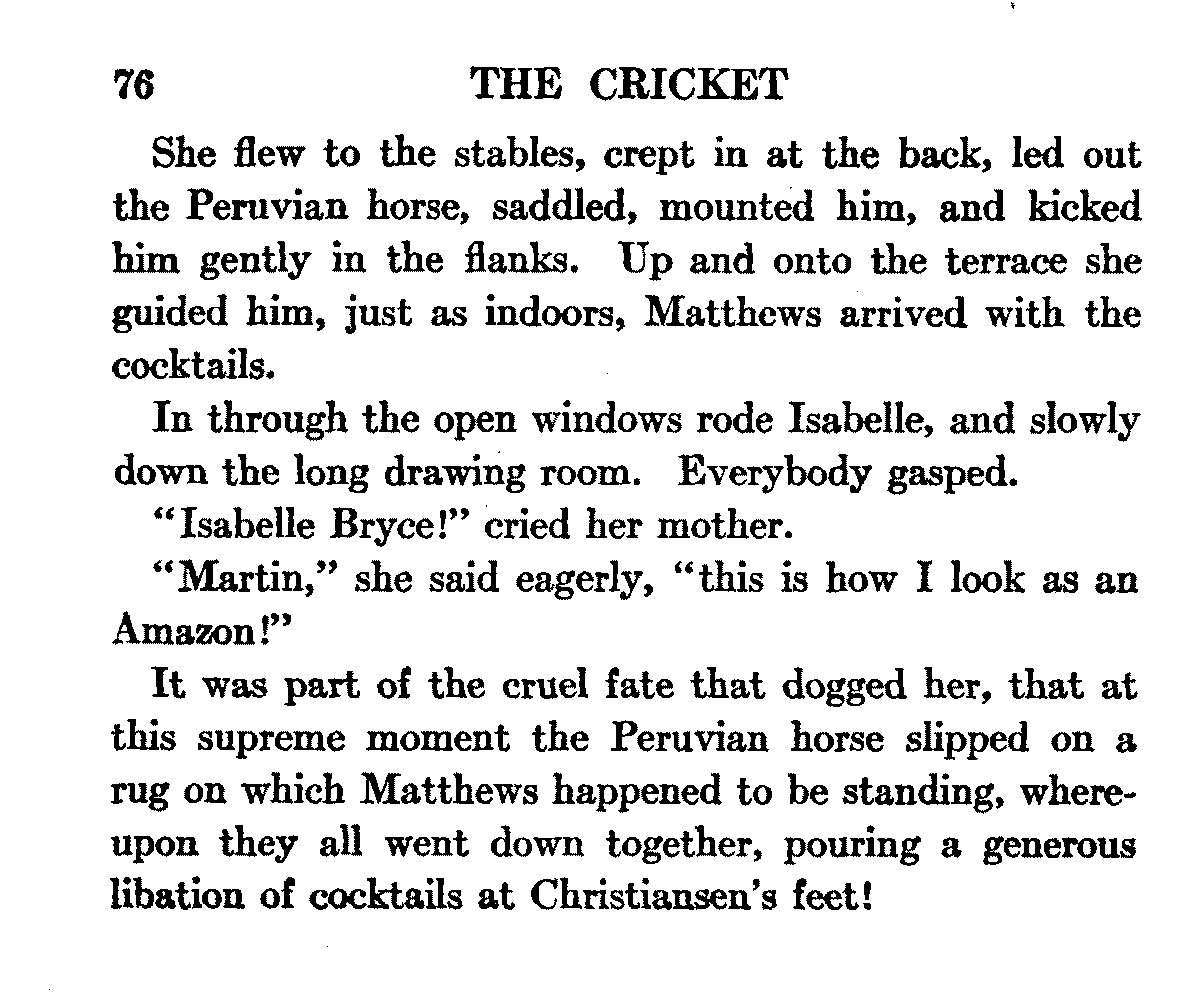 76 THE CRICKET
She flew to the stables, crept in at the back, led out
the Peruvian horse, saddled, mounted him, and kicked
him gently in the flanks. Up and onto the terrace she
guided him, just as indoors, Matthews arrived with the
cocktails.
In through the open windows rode Isabelle, and slowly
down the long drawing room. Everybody gasped.
“Isabelle Bryce!” cried her mother.
“Martin,” she said eagerly, “this is how I look as an
Amazon!”
It was part of the cruel fate that dogged her, that at
this supreme moment the Peruvian horse slipped on a
rug on which Matthews happened to be standing, where-
upon they all went down together, pouring a generous
libation of cocktails at Christiansen’s feet!